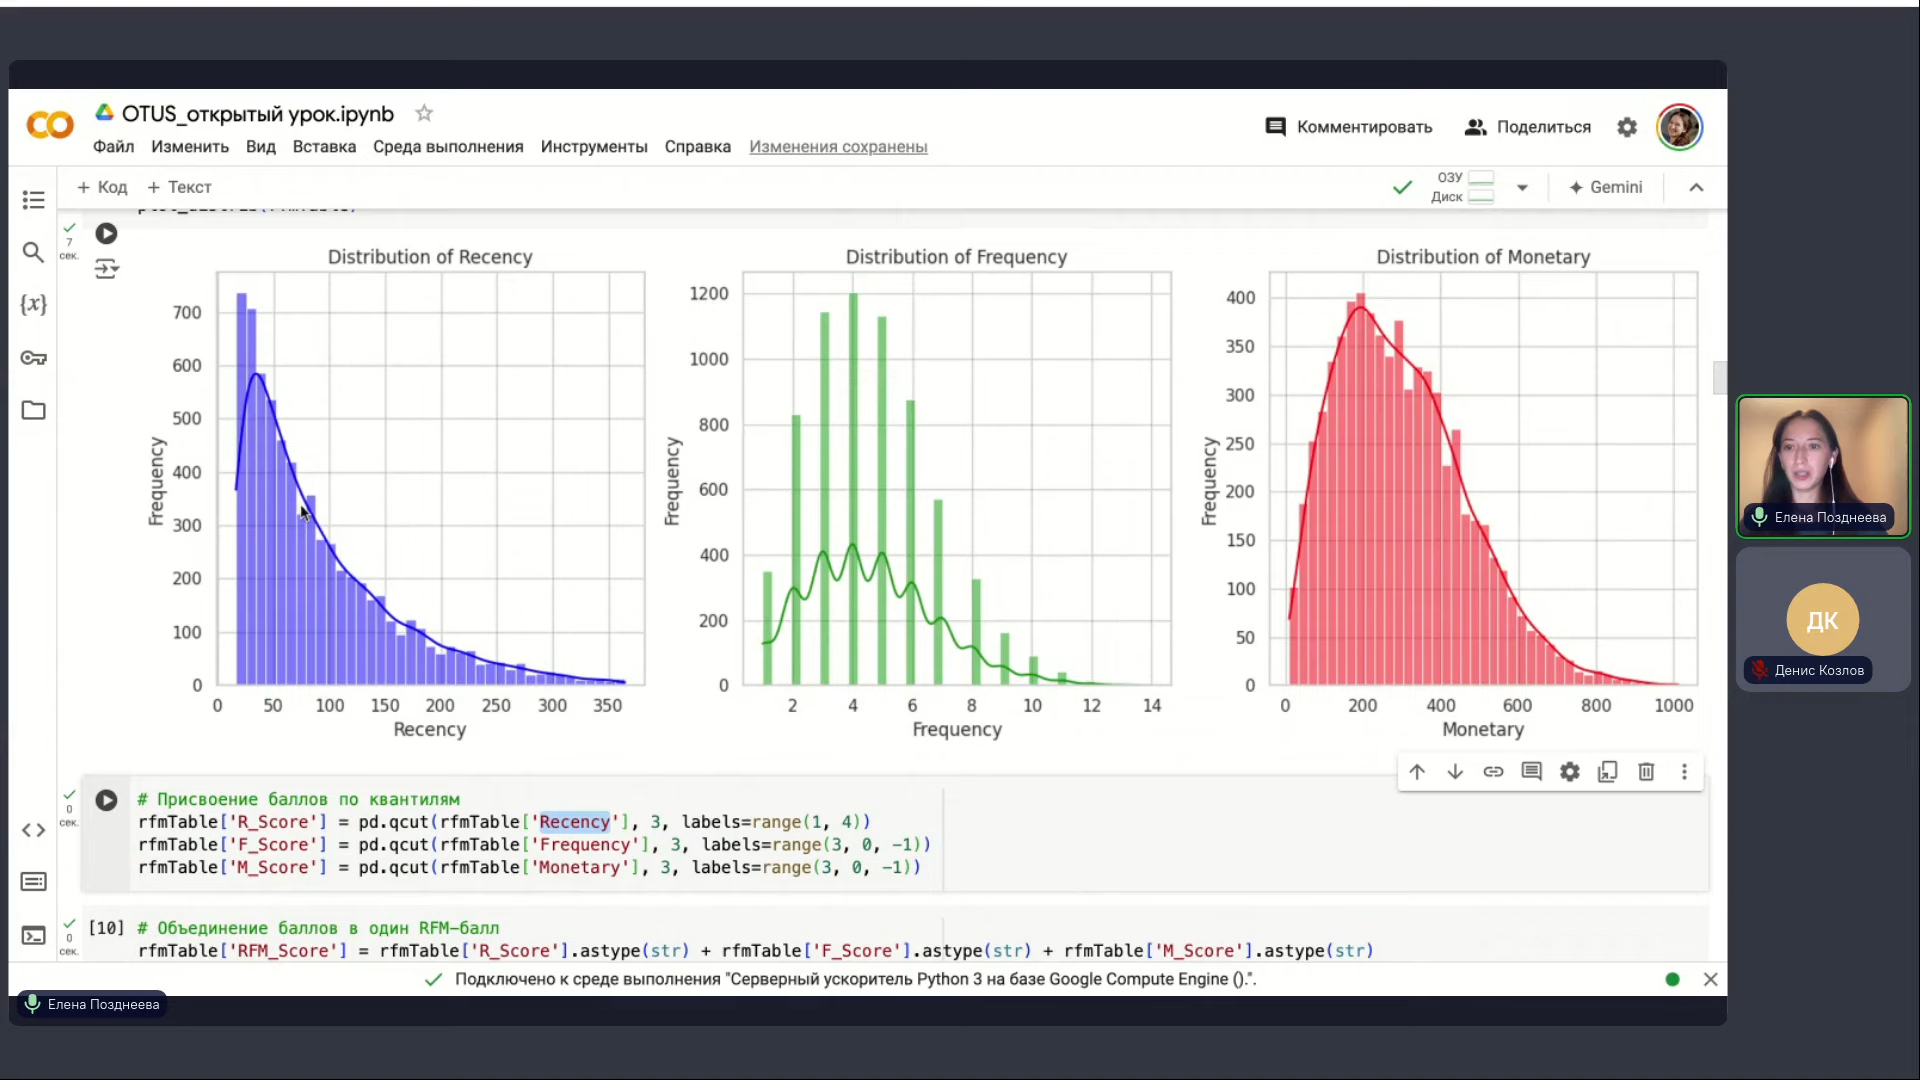 OTUS_открытый урок.ipynb
Комментировать
Поделиться
Файл Изменить Вид Вставка Среда выполнения Инструменты Справка Изменения сохранены
+ Код + Текст
ОЗУ
Диск
Gemini
7
сек.
Distribution of Recency
Frequency
700
600
500
400
300
200
100
0
0 50 100 150 200 250 300 350
Recency
Distribution of Frequency
Frequency
1200
1000
800
600
400
200
0
2 4 6 8 10 12 14
Frequency
Distribution of Monetary
Frequency
400
350
300
250
200
150
100
50
0
0 200 400 600 800 1000
Monetary
0
сек.
# Присвоение баллов по квантилям
rfmTable['R_Score'] = pd.qcut(rfmTable['Recency'], 3, labels=range(1, 4))
rfmTable['F_Score'] = pd.qcut(rfmTable['Frequency'], 3, labels=range(3, 0, -1))
rfmTable['M_Score'] = pd.qcut(rfmTable['Monetary'], 3, labels=range(3, 0, -1))
0
сек.
[10] # Объединение баллов в один RFM-балл
rfmTable['RFM_Score'] = rfmTable['R_Score'].astype(str) + rfmTable['F_Score'].astype(str) + rfmTable['M_Score'].astype(str)
Подключено к среде выполнения "Серверный ускоритель Python 3 на базе Google Compute Engine ()".
Елена Позднеева
Елена Позднеева
ДК
Денис Козлов